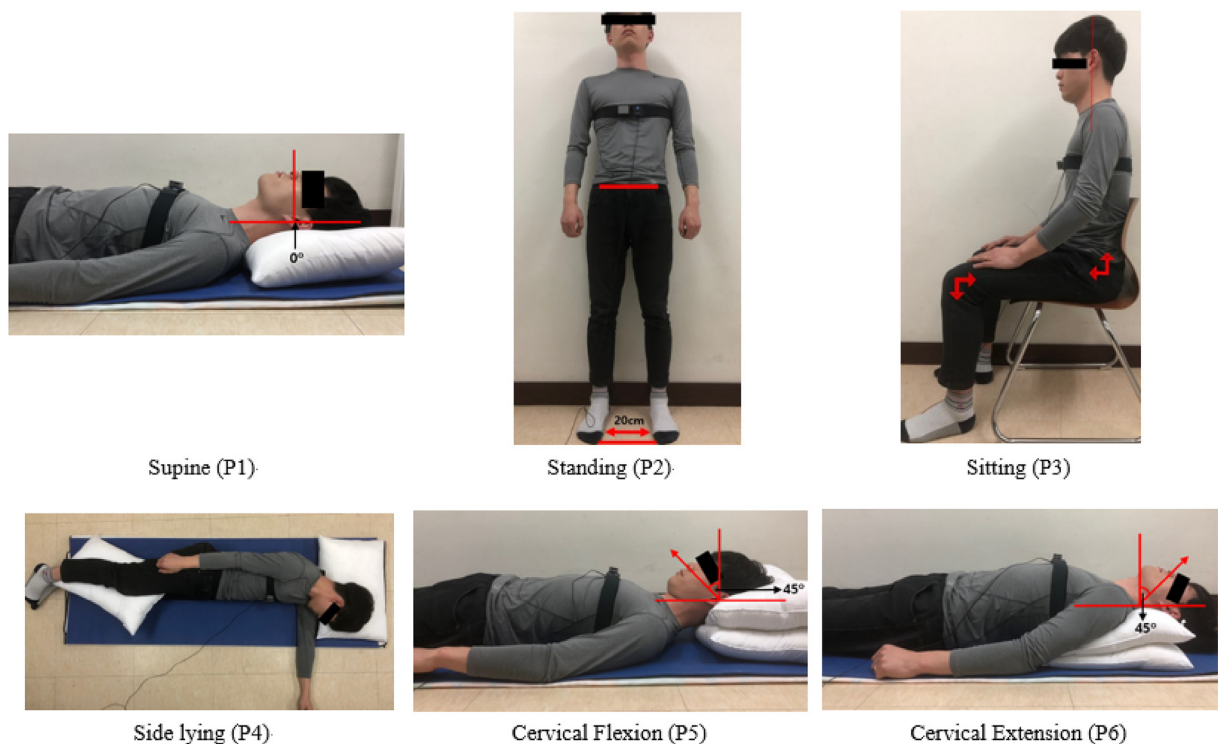 0°
20cm
Supine (P1)
Standing (P2)
Sitting (P3)
45°
45°
Side lying (P4)
Cervical Flexion (P5)
Cervical Extension (P6)